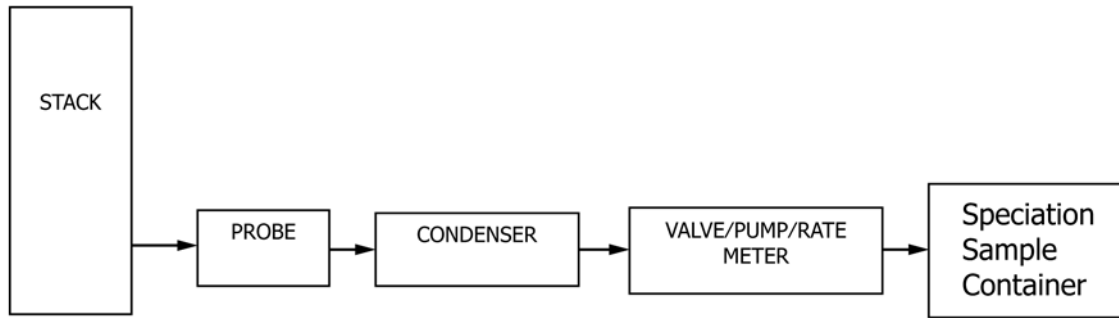 STACK
PROBE
CONDENSER
VALVE/PUMP/RATE
METER
Speciation
Sample
Container